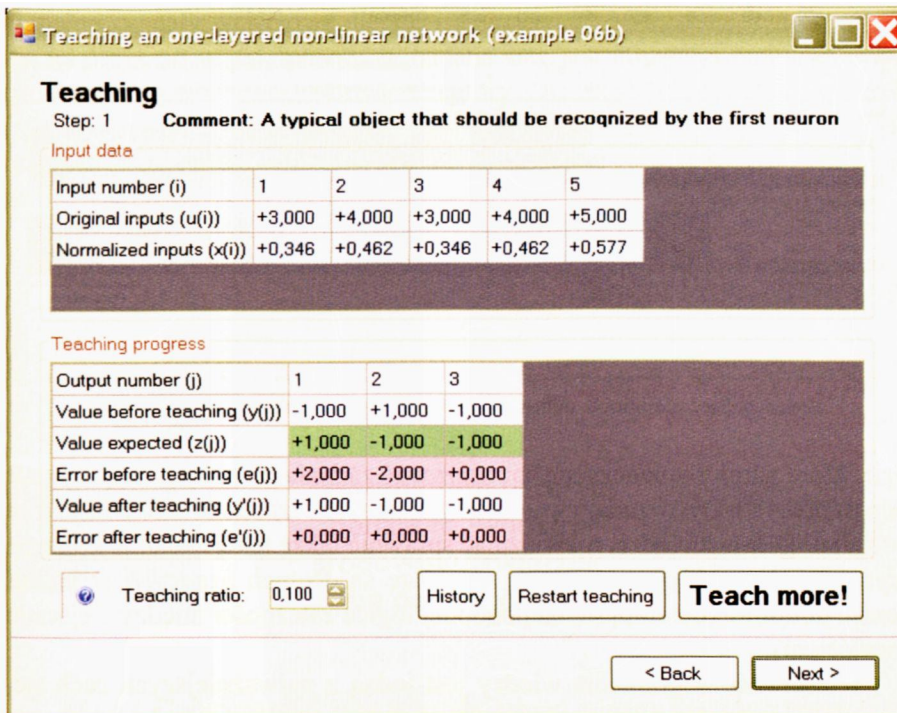 Teaching an one-layered non-linear network (example 06b)
Teaching
Step: 1 Comment: A typical object that should be recognized by the first neuron
Input data
Input number (i) 1 2 3 4 5
Original inputs (u(i)) +3,000 +4,000 +3,000 +4,000 +5,000
Normalized inputs (x(i)) +0,346 +0,462 +0,346 +0,462 +0,577
Teaching progress
Output number (j) 1 2 3
Value before teaching (y(j)) -1,000 +1,000 -1,000
Value expected (z(j)) +1,000 -1,000 -1,000
Error before teaching (e(j)) +2,000 -2,000 +0,000
Value after teaching (y'(j)) +1,000 -1,000 -1,000
Error after teaching (e'(j)) +0,000 +0,000 +0,000
Teaching ratio: 0,100 History Restart teaching Teach more!
< Back Next >